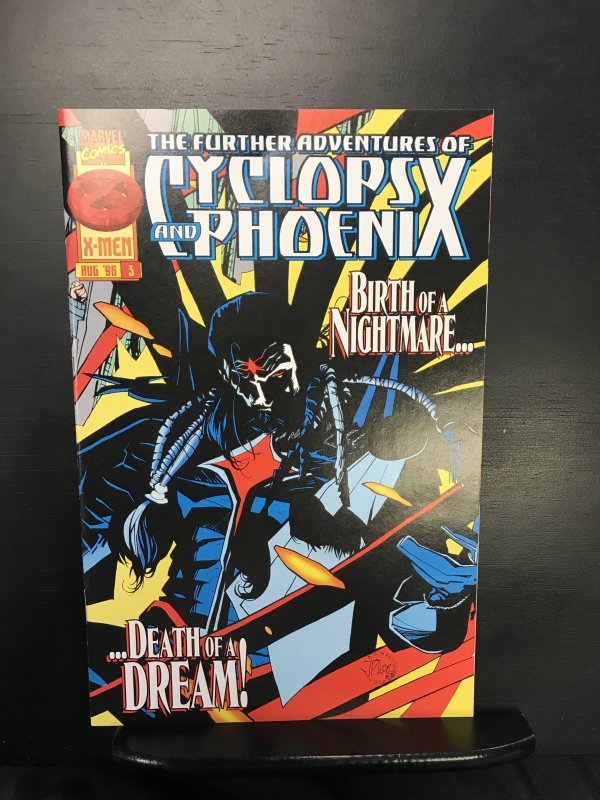 MARVEL
COMICS
THE FURTHER ADVENTURES OF
CYCLOPS
AND PHOENIX
TM
X-MEN
AUG '96 3
BIRTH OF A
NIGHTMARE...
...DEATH OF A
DREAM!